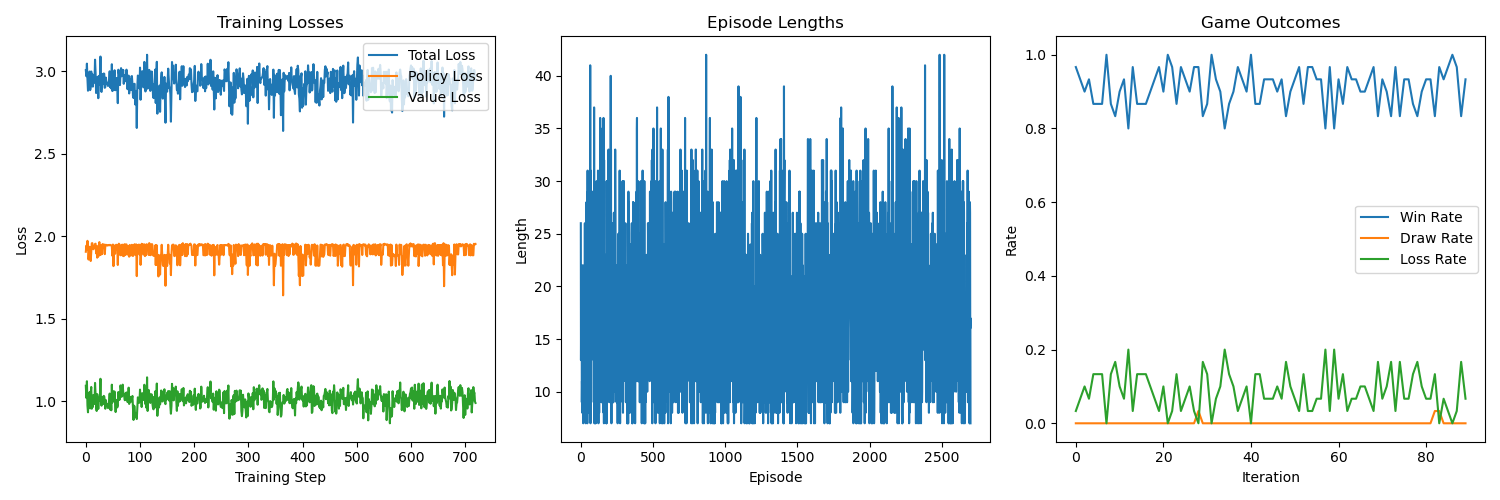 Training Losses
Total Loss
Policy Loss
Value Loss
3.0
2.5
2.0
1.5
1.0
Loss
0 100 200 300 400 500 600 700
Training Step
Episode Lengths
40
35
30
25
20
15
10
Length
0 500 1000 1500 2000 2500
Episode
Game Outcomes
1.0
0.8
0.6
0.4
0.2
0.0
Rate
Win Rate
Draw Rate
Loss Rate
0 20 40 60 80
Iteration